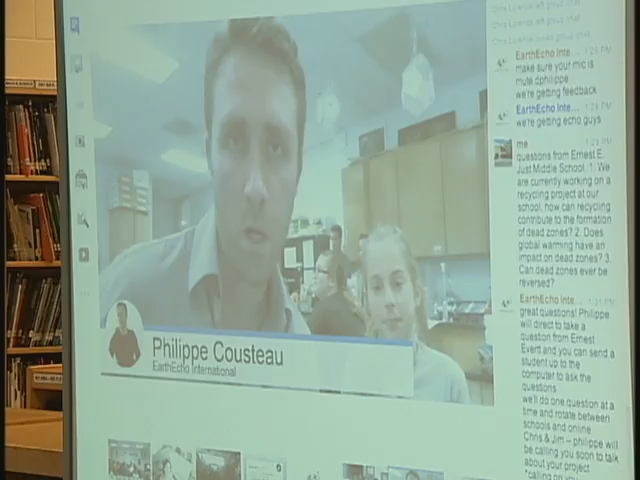 Philippe Cousteau
EarthEcho International
EarthEcho Inte...
make sure your mic is
mute dphilippe
we're getting feedback
EarthEcho Inte...
we're getting echo guys
me
questions from Ernest E.
Just Middle School. 1. We
are currently working on a
recycling project at our
school, how can recycling
contribute to the formation
of dead zones? 2. Does
global warming have an
impact on dead zones? 3.
Can dead zones ever be
reversed?
EarthEcho Inte...
great questions! Philippe
will direct to take a
question from Ernest
Evert and you can send a
student up to the
computer to ask the
questions
we'll do one question at a
time and rotate between
schools and online
Chris & Jim -- philippe will
be calling you soon to talk
about your project